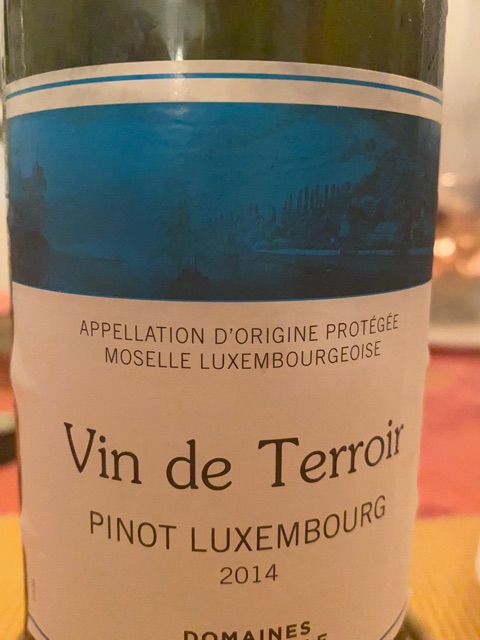 APPELLATION D'ORIGINE PROTÉGÉE
MOSELLE LUXEMBOURGEOISE
Vin de Terroir
PINOT LUXEMBOURG
2014
DOMAINES